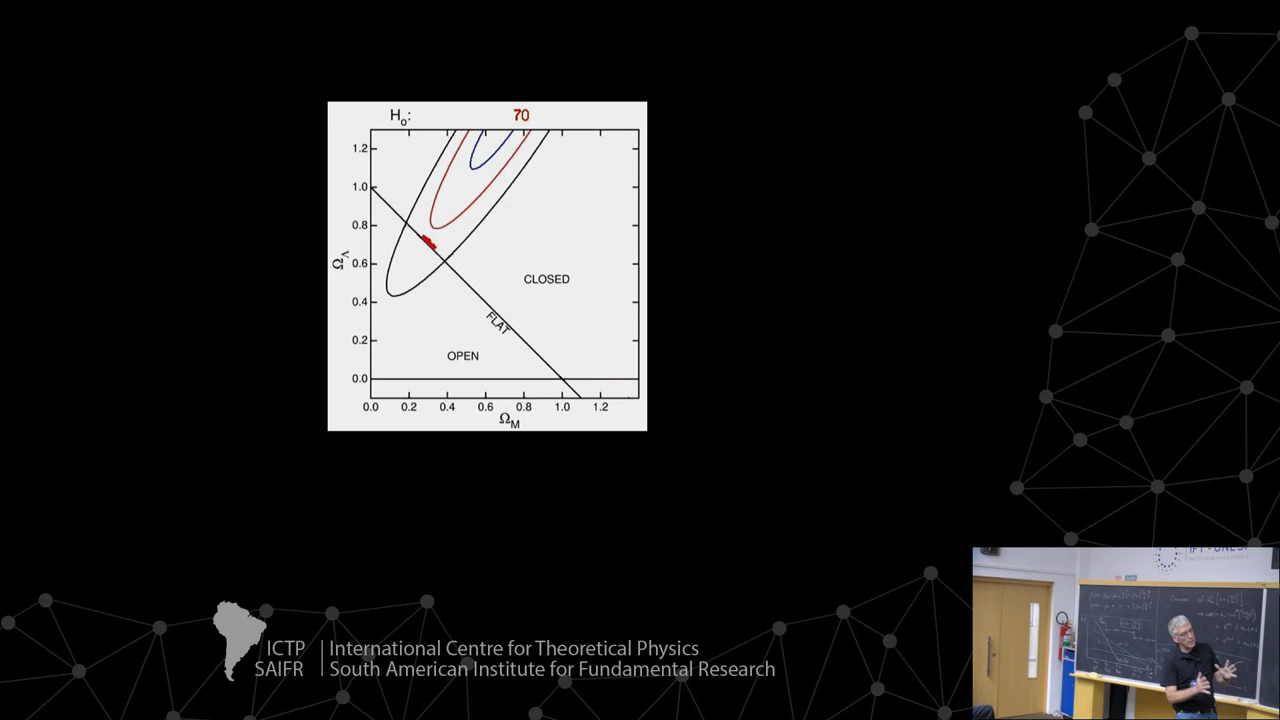 H₀: 70
1.2
1.0
0.8
0.6
0.4
0.2
0.0
Ω_Λ
CLOSED
FLAT
OPEN
0.0 0.2 0.4 0.6 0.8 1.0 1.2
Ω_M
ICTP International Centre for Theoretical Physics
SAIFR South American Institute for Fundamental Research